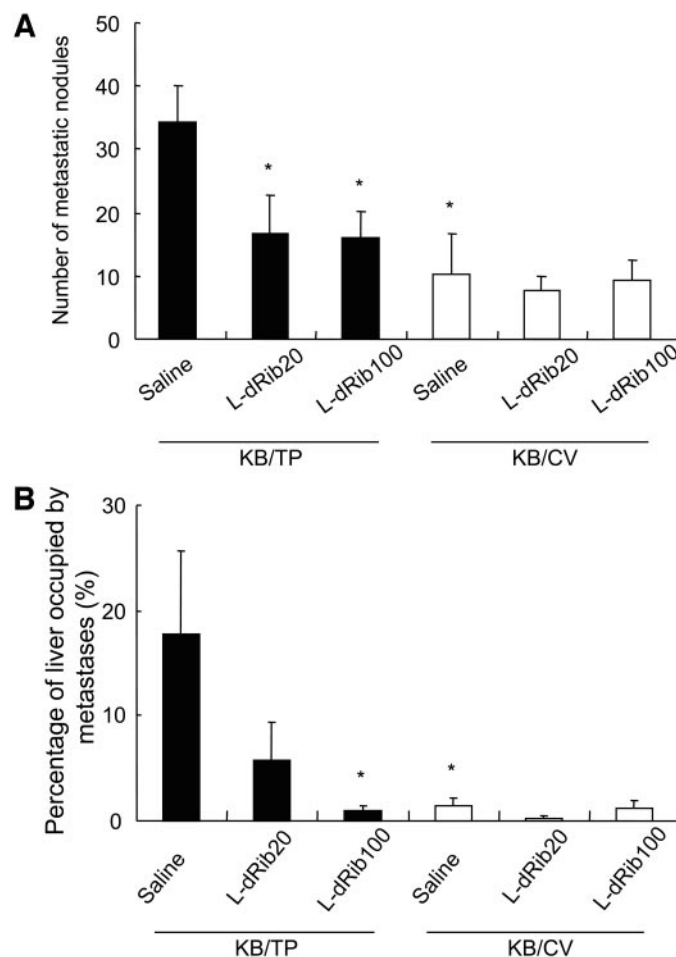 A
Number of metastatic nodules
50
40
30
20
10
0
*
*
*
Saline
L-dRib20
L-dRib100
Saline
L-dRib20
L-dRib100
KB/TP
KB/CV
B
Percentage of liver occupied by
metastases (%)
30
20
10
0
*
*
Saline
L-dRib20
L-dRib100
Saline
L-dRib20
L-dRib100
KB/TP
KB/CV